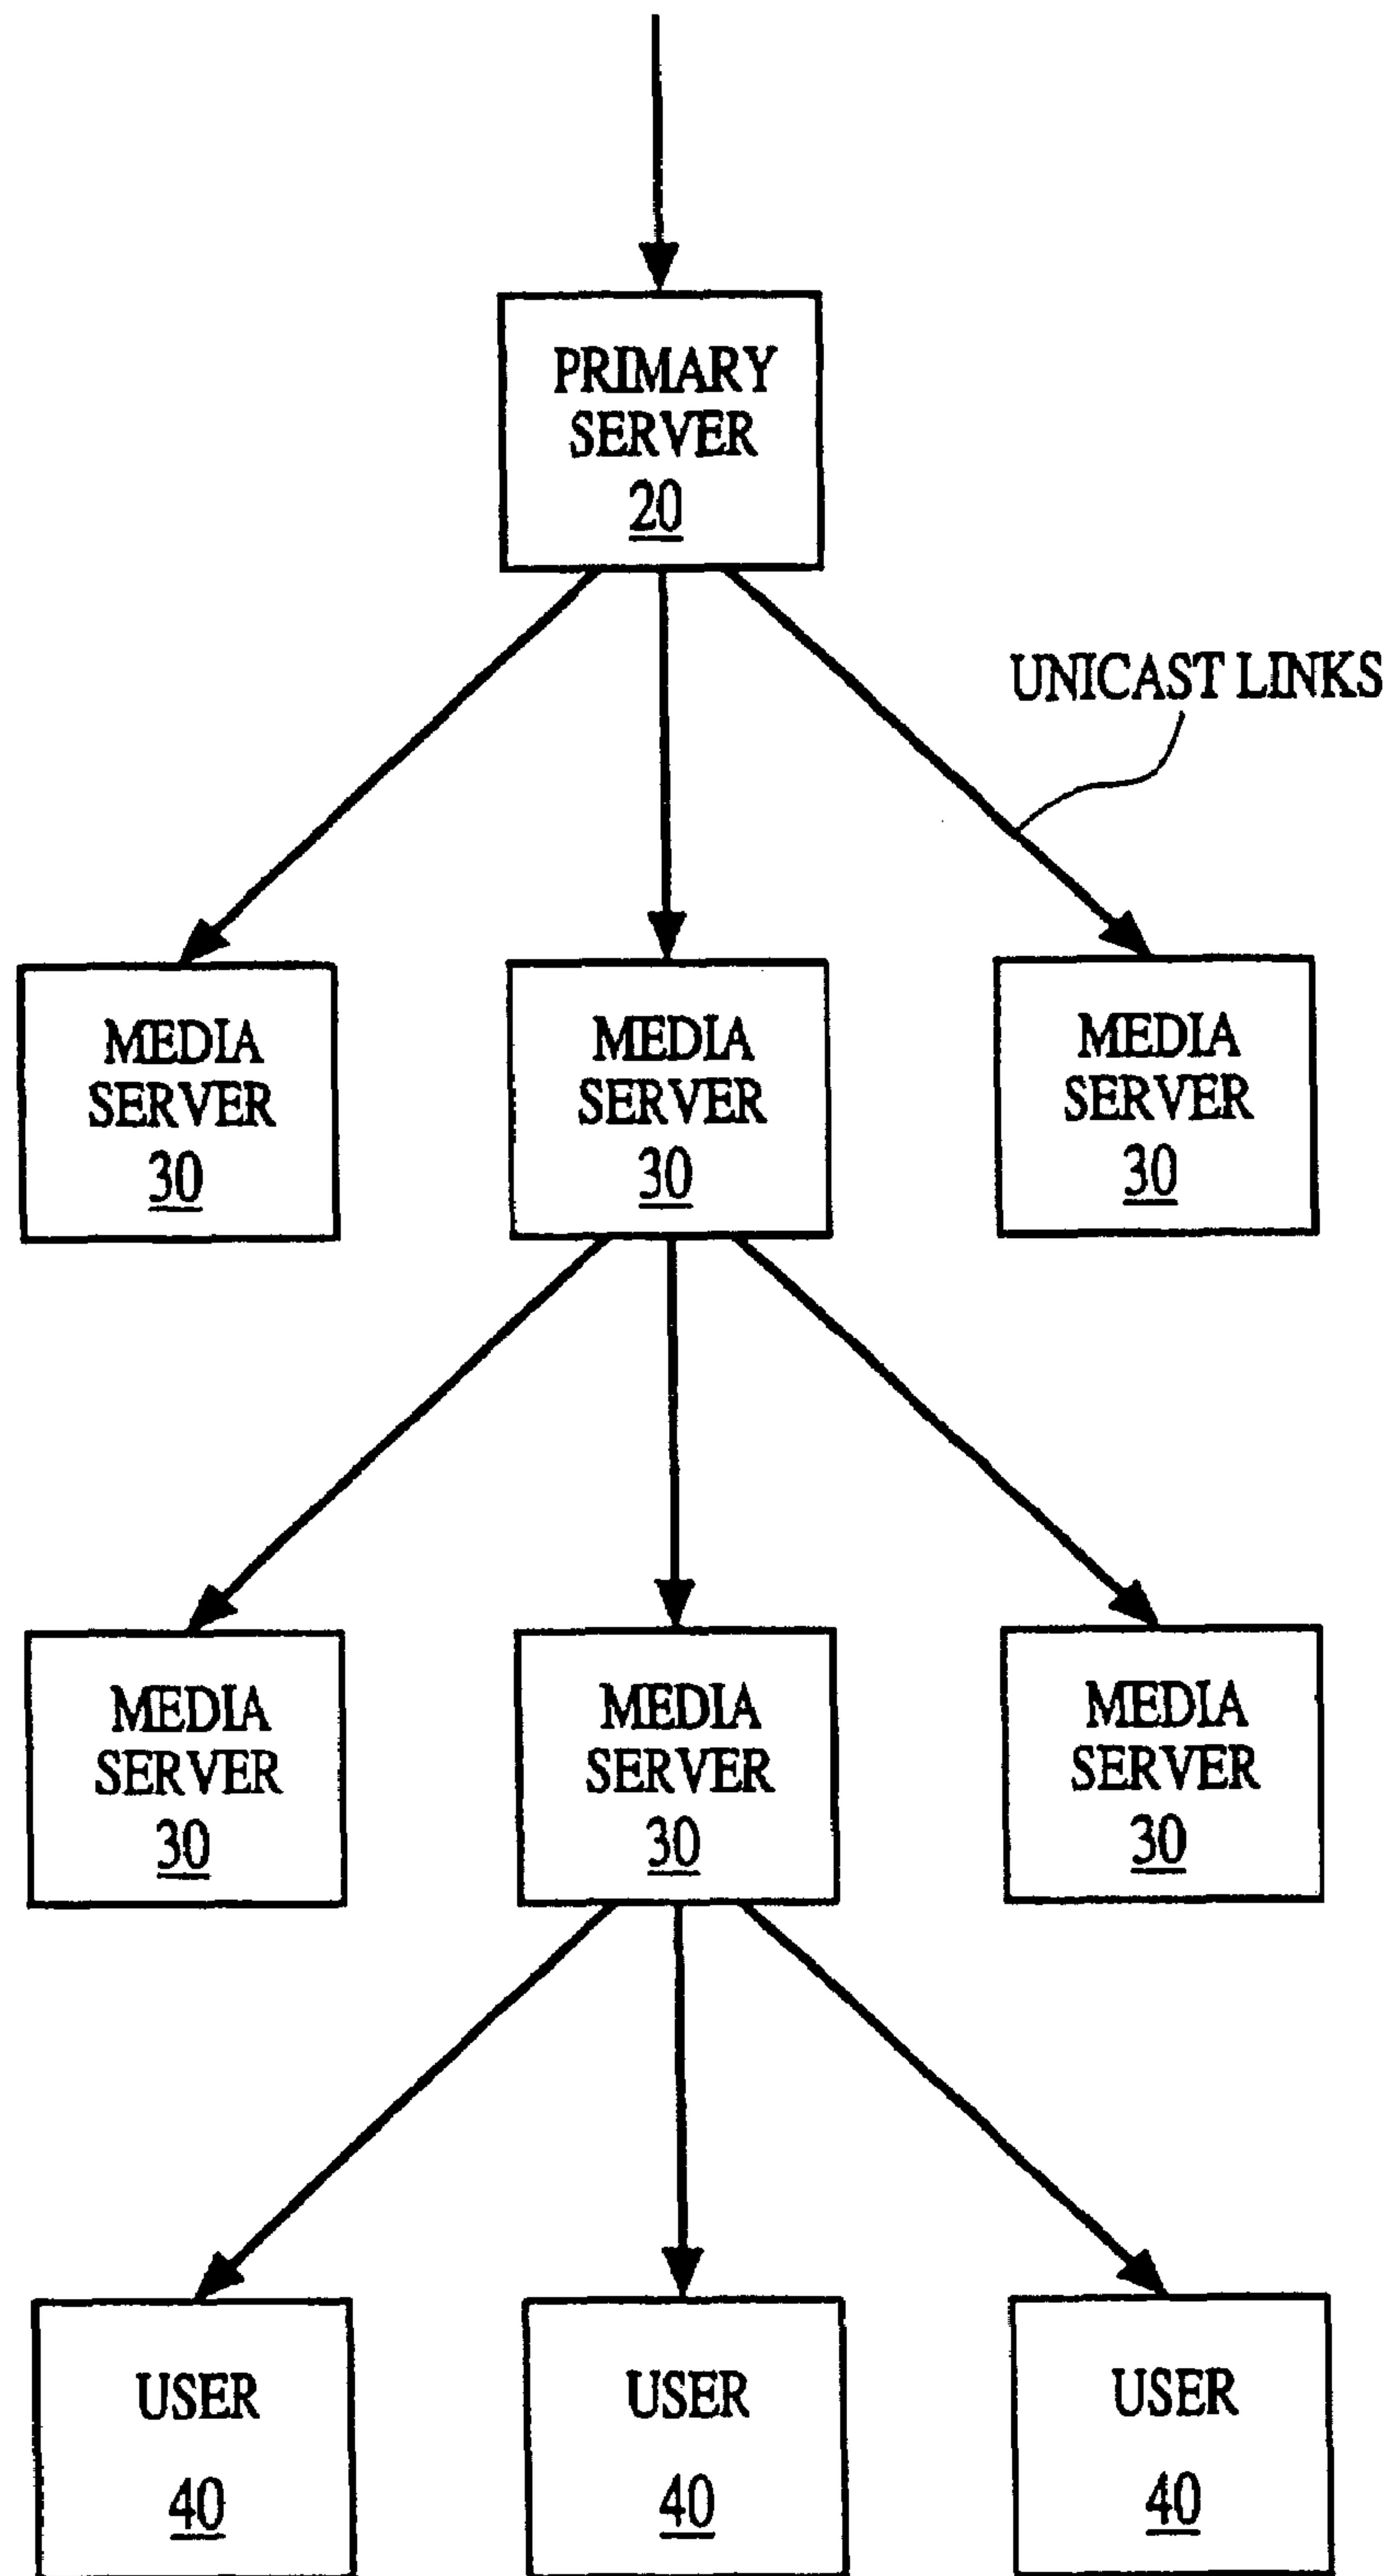 PRIMARY
SERVER
20
UNICAST LINKS
MEDIA
SERVER
30
MEDIA
SERVER
30
MEDIA
SERVER
30
MEDIA
SERVER
30
MEDIA
SERVER
30
MEDIA
SERVER
30
USER
40
USER
40
USER
40